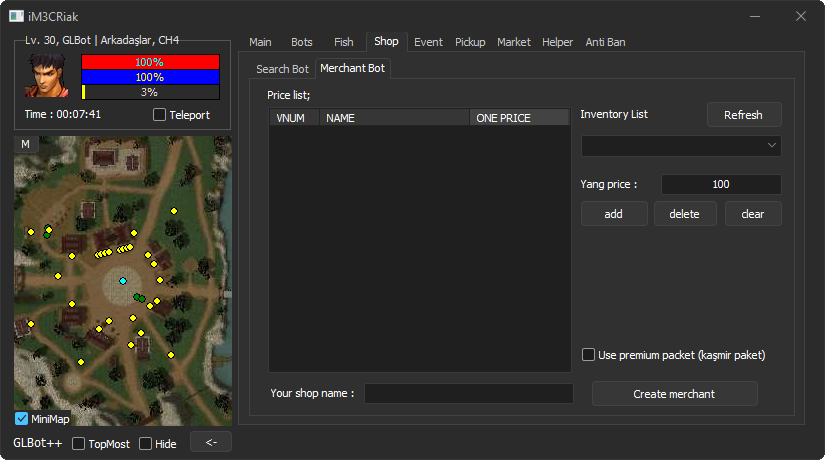 iM3CRiak
Lv. 30, GLBot | Arkadaşlar, CH4
100%
100%
3%
Time : 00:07:41
Teleport
M
MiniMap
GLBot++
TopMost
Hide
<-
Main Bots Fish Shop Event Pickup Market Helper Anti Ban
Search Bot Merchant Bot
Price list;
VNUM NAME ONE PRICE
Inventory List
Refresh
Yang price :
100
add delete clear
Use premium packet (kaşmir paket)
Your shop name :
Create merchant